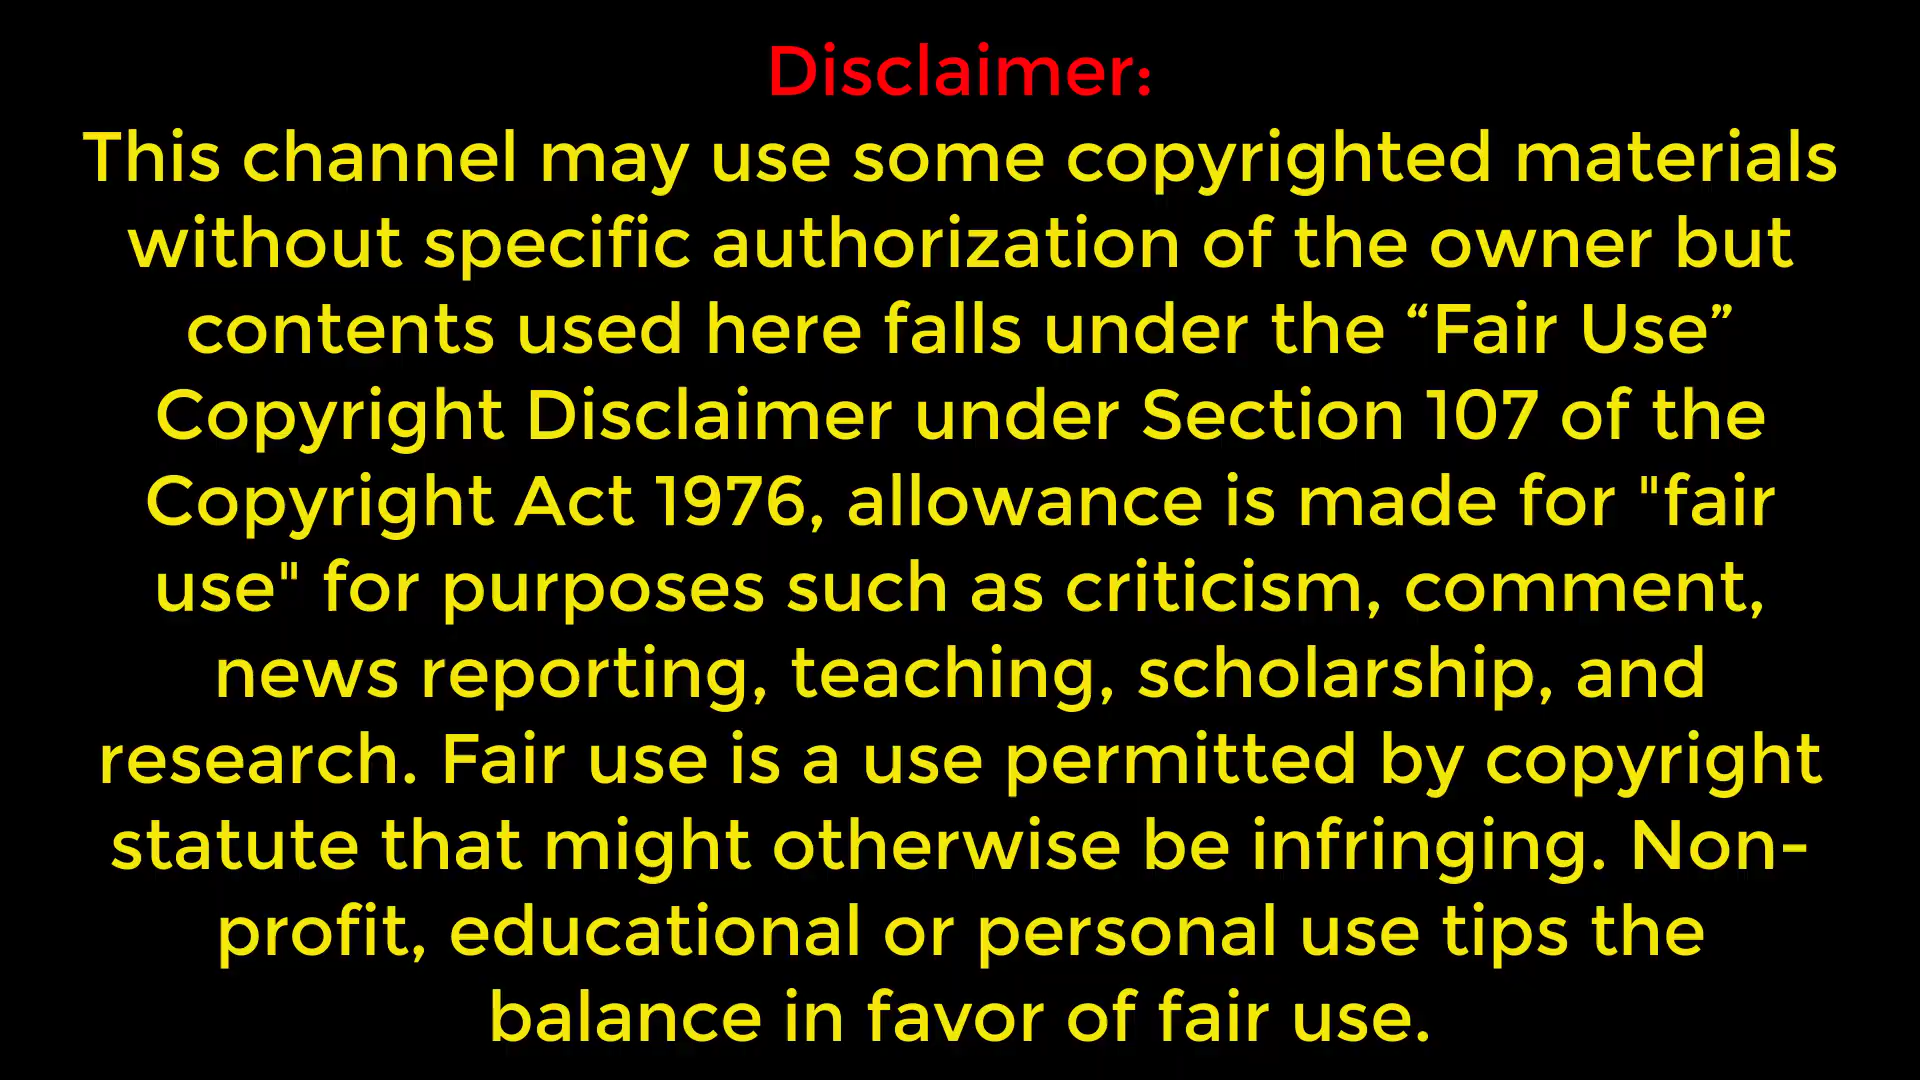 Disclaimer:
This channel may use some copyrighted materials
without specific authorization of the owner but
contents used here falls under the “Fair Use”
Copyright Disclaimer under Section 107 of the
Copyright Act 1976, allowance is made for "fair
use" for purposes such as criticism, comment,
news reporting, teaching, scholarship, and
research. Fair use is a use permitted by copyright
statute that might otherwise be infringing. Non-
profit, educational or personal use tips the
balance in favor of fair use.